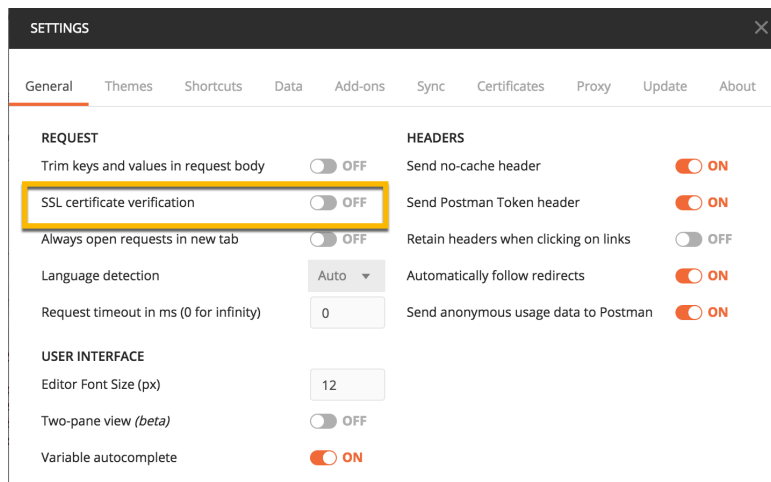 SETTINGS
General Themes Shortcuts Data Add-ons Sync Certificates Proxy Update About
REQUEST
Trim keys and values in request body OFF
SSL certificate verification OFF
Always open requests in new tab OFF
Language detection Auto
Request timeout in ms (0 for infinity) 0
USER INTERFACE
Editor Font Size (px) 12
Two-pane view (beta) OFF
Variable autocomplete ON
HEADERS
Send no-cache header ON
Send Postman Token header ON
Retain headers when clicking on links OFF
Automatically follow redirects ON
Send anonymous usage data to Postman ON